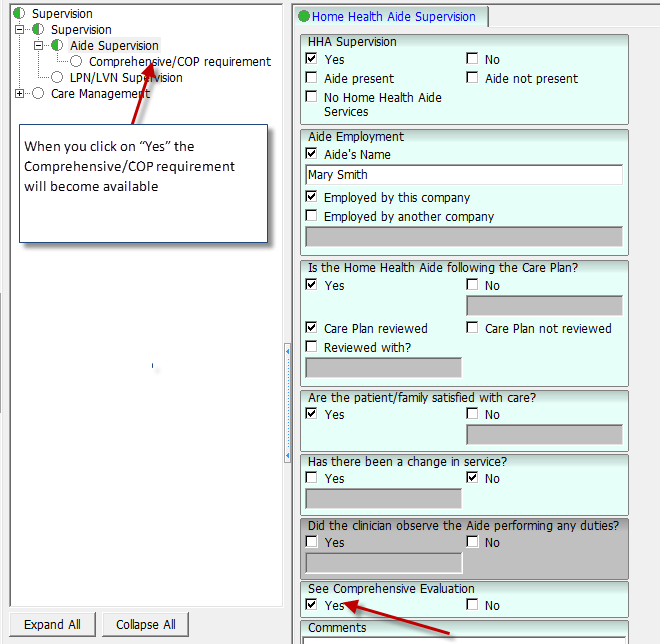 Supervision
Supervision
Aide Supervision
Comprehensive/COP requirement
LPN/LVN Supervision
Care Management
When you click on “Yes” the
Comprehensive/COP requirement
will become available
Expand All Collapse All
Home Health Aide Supervision
HHA Supervision
Yes No
Aide present Aide not present
No Home Health Aide
Services
Aide Employment
Aide's Name
Mary Smith
Employed by this company
Employed by another company
Is the Home Health Aide following the Care Plan?
Yes No
Care Plan reviewed Care Plan not reviewed
Reviewed with?
Are the patient/family satisfied with care?
Yes No
Has there been a change in service?
Yes No
Did the clinician observe the Aide performing any duties?
Yes No
See Comprehensive Evaluation
Yes No
Comments